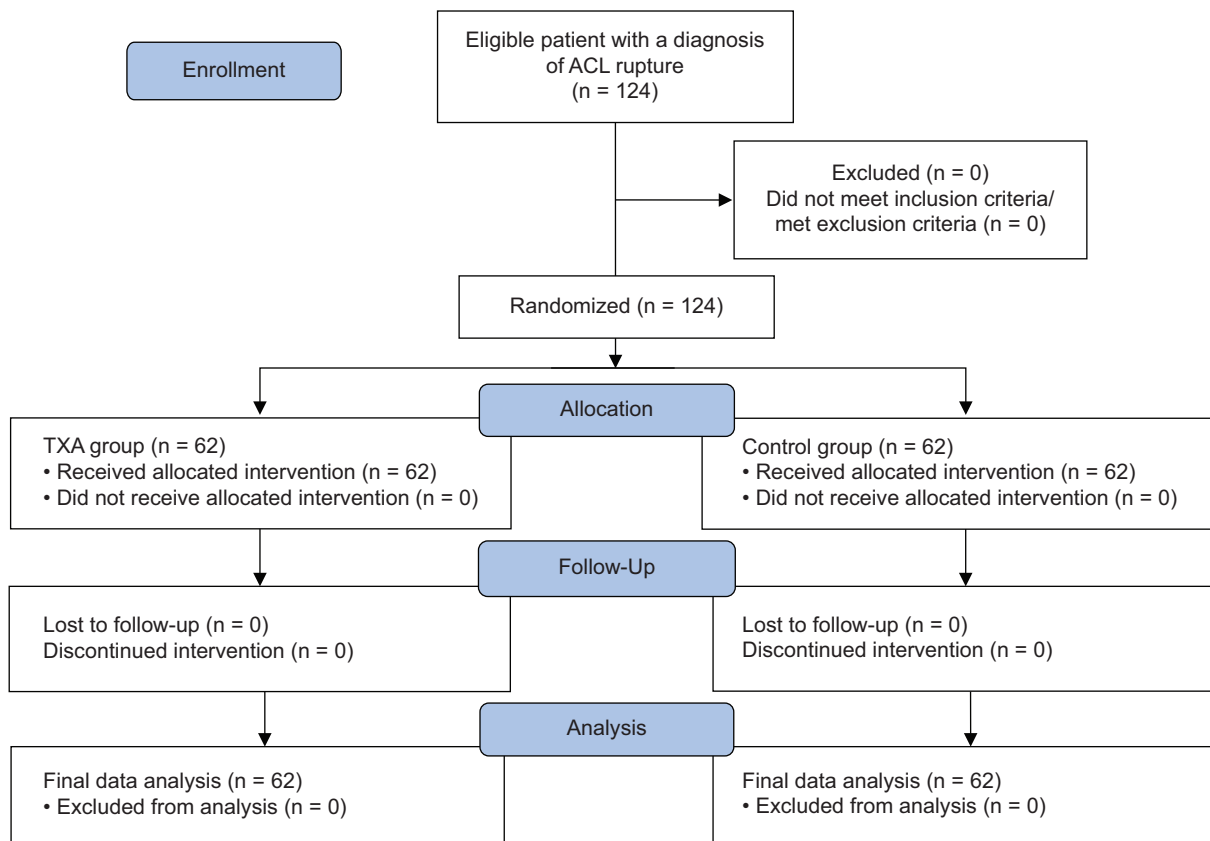 Enrollment
Eligible patient with a diagnosis
of ACL rupture
(n = 124)
Excluded (n = 0)
Did not meet inclusion criteria/
met exclusion criteria (n = 0)
Randomized (n = 124)
Allocation
TXA group (n = 62)
• Received allocated intervention (n = 62)
• Did not receive allocated intervention (n = 0)
Control group (n = 62)
• Received allocated intervention (n = 62)
• Did not receive allocated intervention (n = 0)
Follow-Up
Lost to follow-up (n = 0)
Discontinued intervention (n = 0)
Lost to follow-up (n = 0)
Discontinued intervention (n = 0)
Analysis
Final data analysis (n = 62)
• Excluded from analysis (n = 0)
Final data analysis (n = 62)
• Excluded from analysis (n = 0)